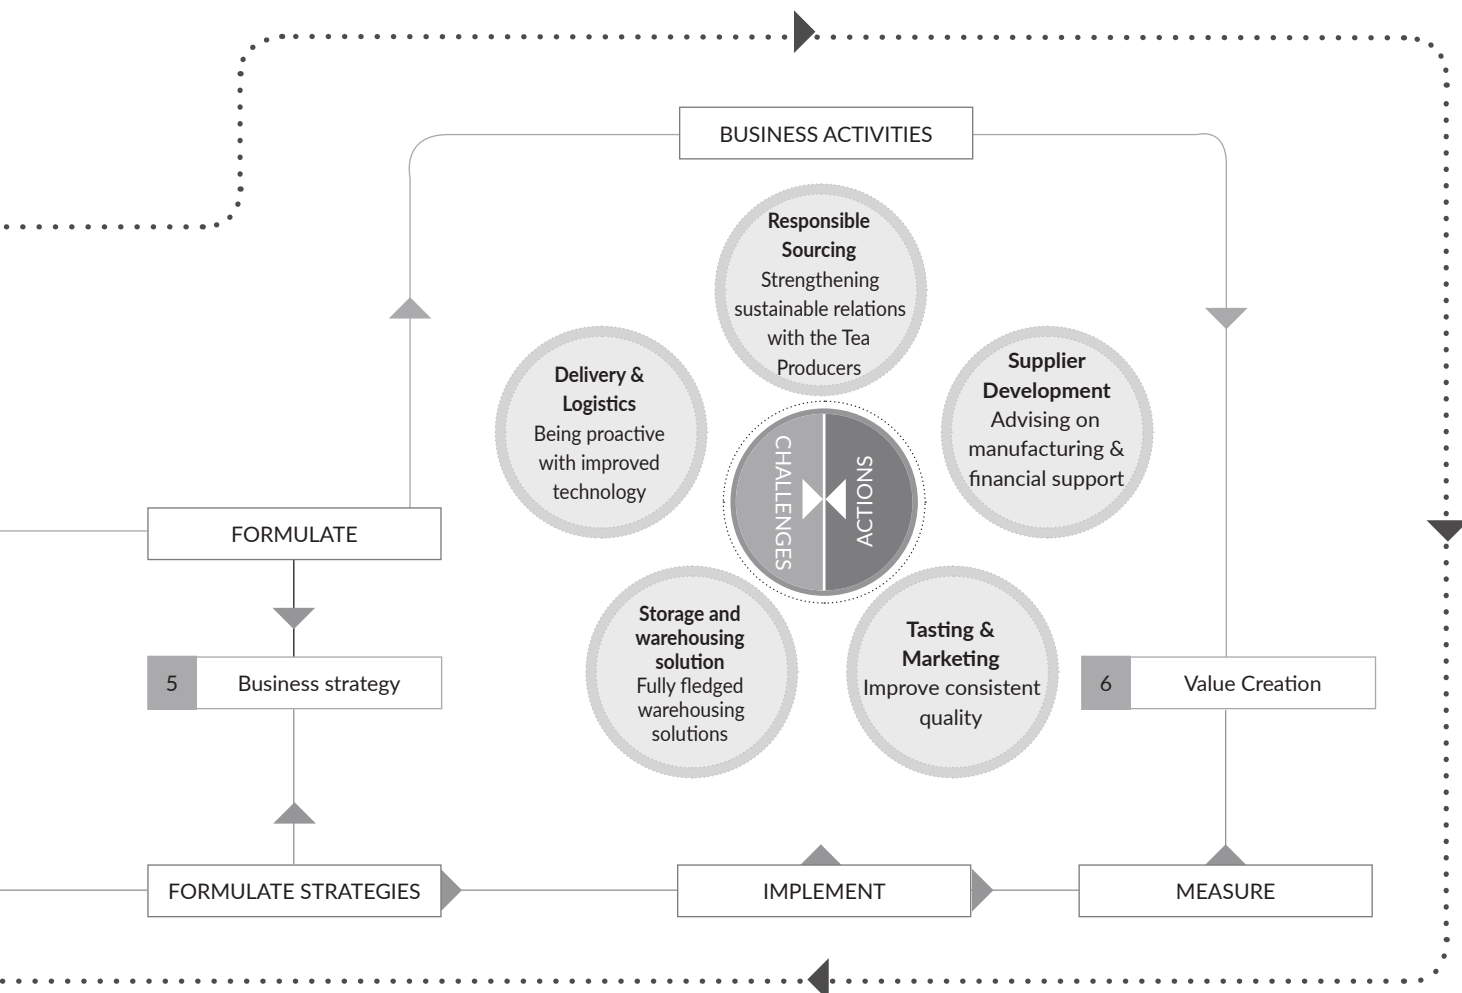 BUSINESS ACTIVITIES
Responsible
Sourcing
Strengthening
sustainable relations
with the Tea
Producers
Delivery &
Logistics
Being proactive
with improved
technology
Supplier
Development
Advising on
manufacturing &
financial support
CHALLENGES
ACTIONS
FORMULATE
Storage and
warehousing
solution
Fully fledged
warehousing
solutions
Tasting &
Marketing
Improve consistent
quality
5 Business strategy
6 Value Creation
FORMULATE STRATEGIES
IMPLEMENT
MEASURE